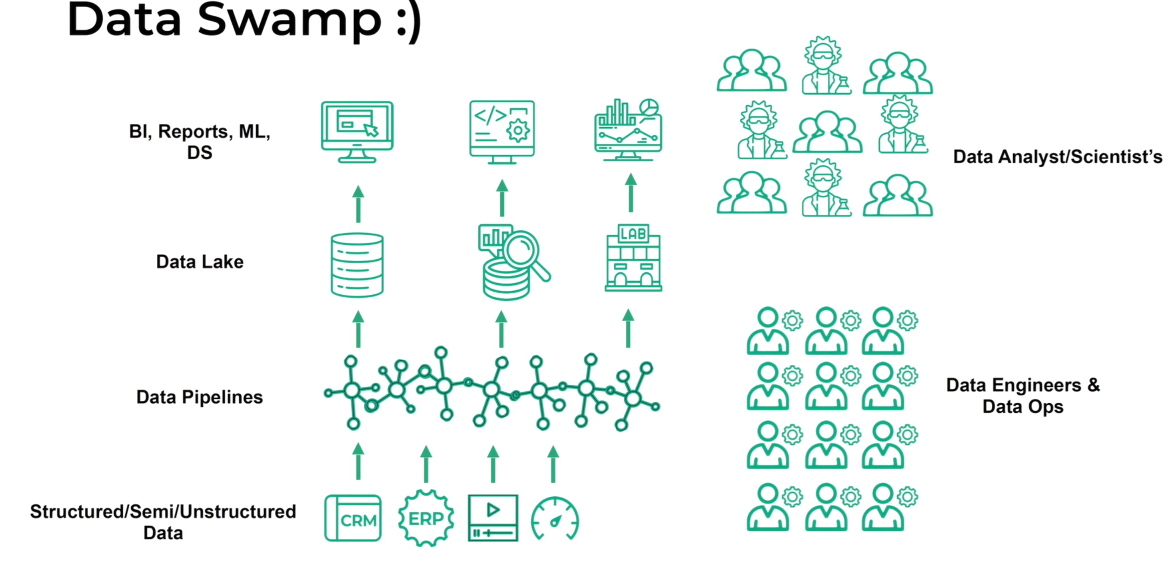 Data Swamp :)
BI, Reports, ML,
DS
Data Analyst/Scientist's
</>
LAB
Data Lake
Data Pipelines
Data Engineers &
Data Ops
Structured/Semi/Unstructured
Data
CRM
ERP